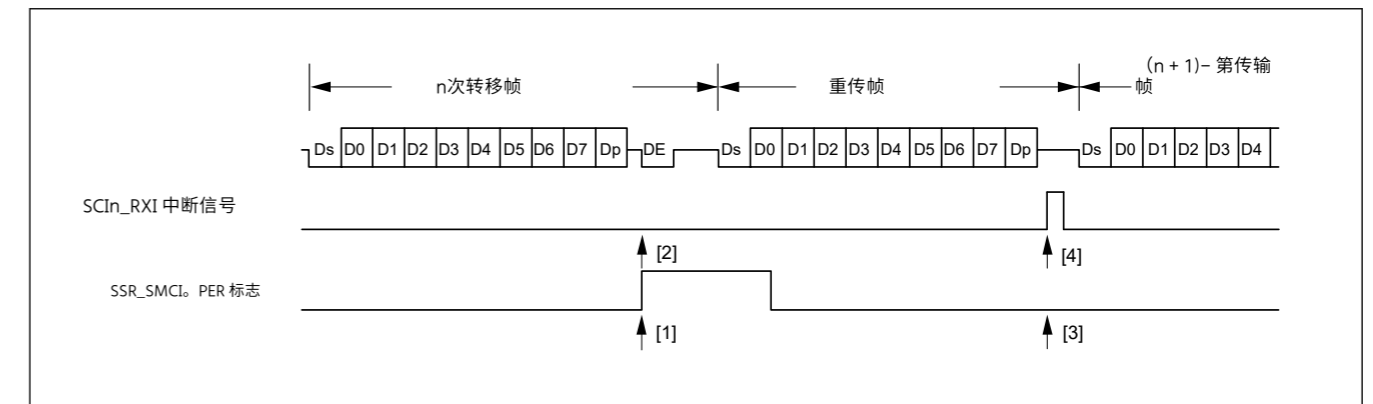 n次转移帧
重传帧
(n + 1)– 第传输
帧
Ds D0 D1 D2 D3 D4 D5 D6 D7 Dp DE Ds D0 D1 D2 D3 D4 D5 D6 D7 Dp Ds D0 D1 D2 D3 D4
SCIn_RXI 中断信号
[2]
[4]
SSR_SMCI。PER 标志
[1]
[3]